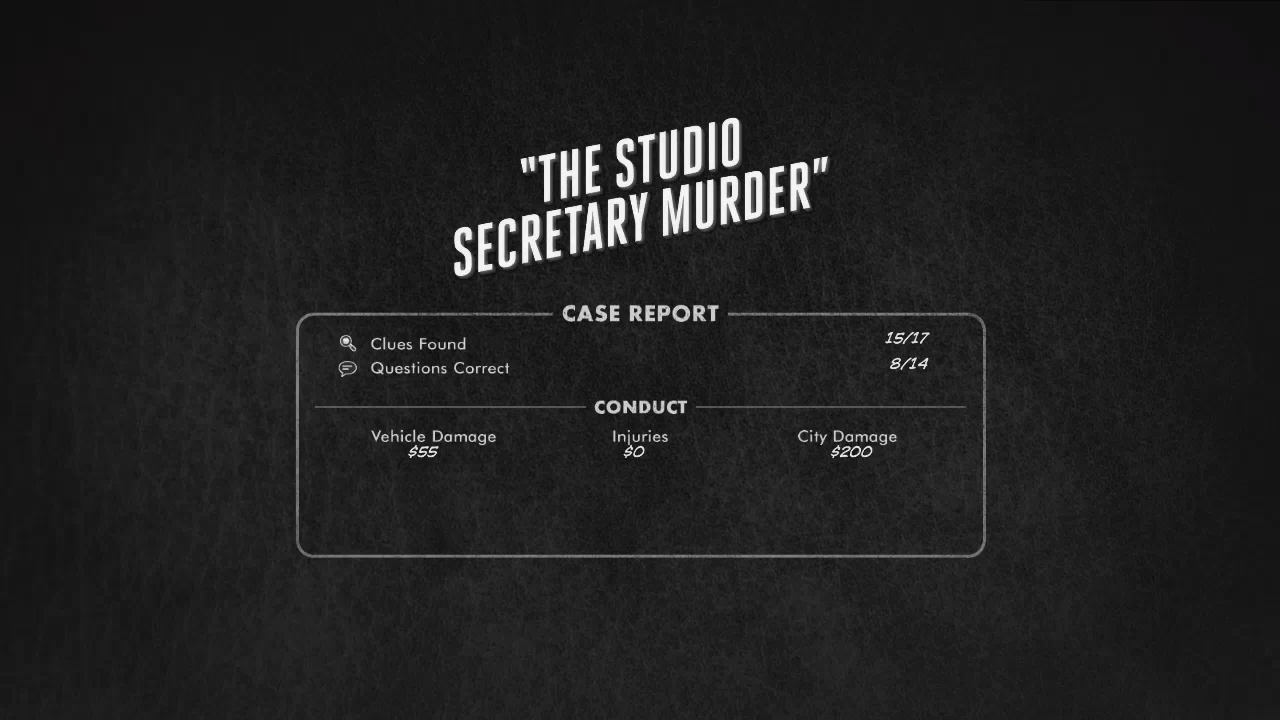 "THE STUDIO
SECRETARY MURDER"
CASE REPORT
Clues Found 15/17
Questions Correct 8/14
CONDUCT
Vehicle Damage Injuries City Damage
$55 $0 $200